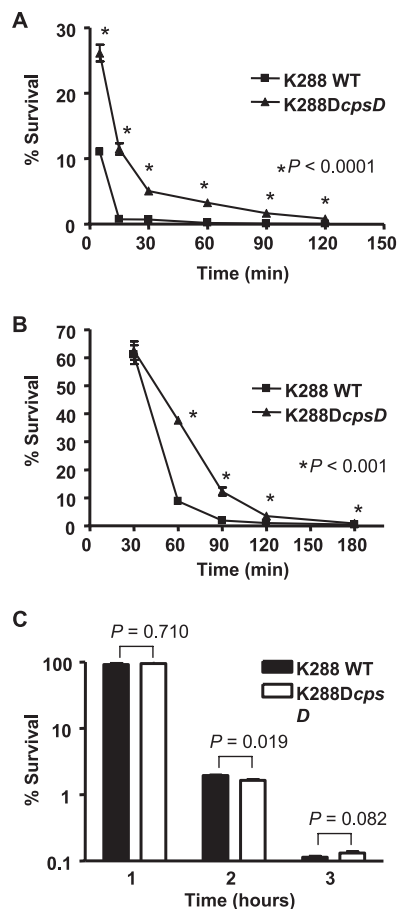 A
30
20
10
0
% Survival
*
*
*
*
*
*
K288 WT
K288DcpsD
*P < 0.0001
0 30 60 90 120 150
Time (min)
B
70
60
50
40
30
20
10
0
% Survival
*
*
*
*
K288 WT
K288DcpsD
*P < 0.001
0 30 60 90 120 150 180
Time (min)
C
P = 0.710
K288 WT
K288Dcps
D
P = 0.019
P = 0.082
100
10
1
0.1
% Survival
1 2 3
Time (hours)